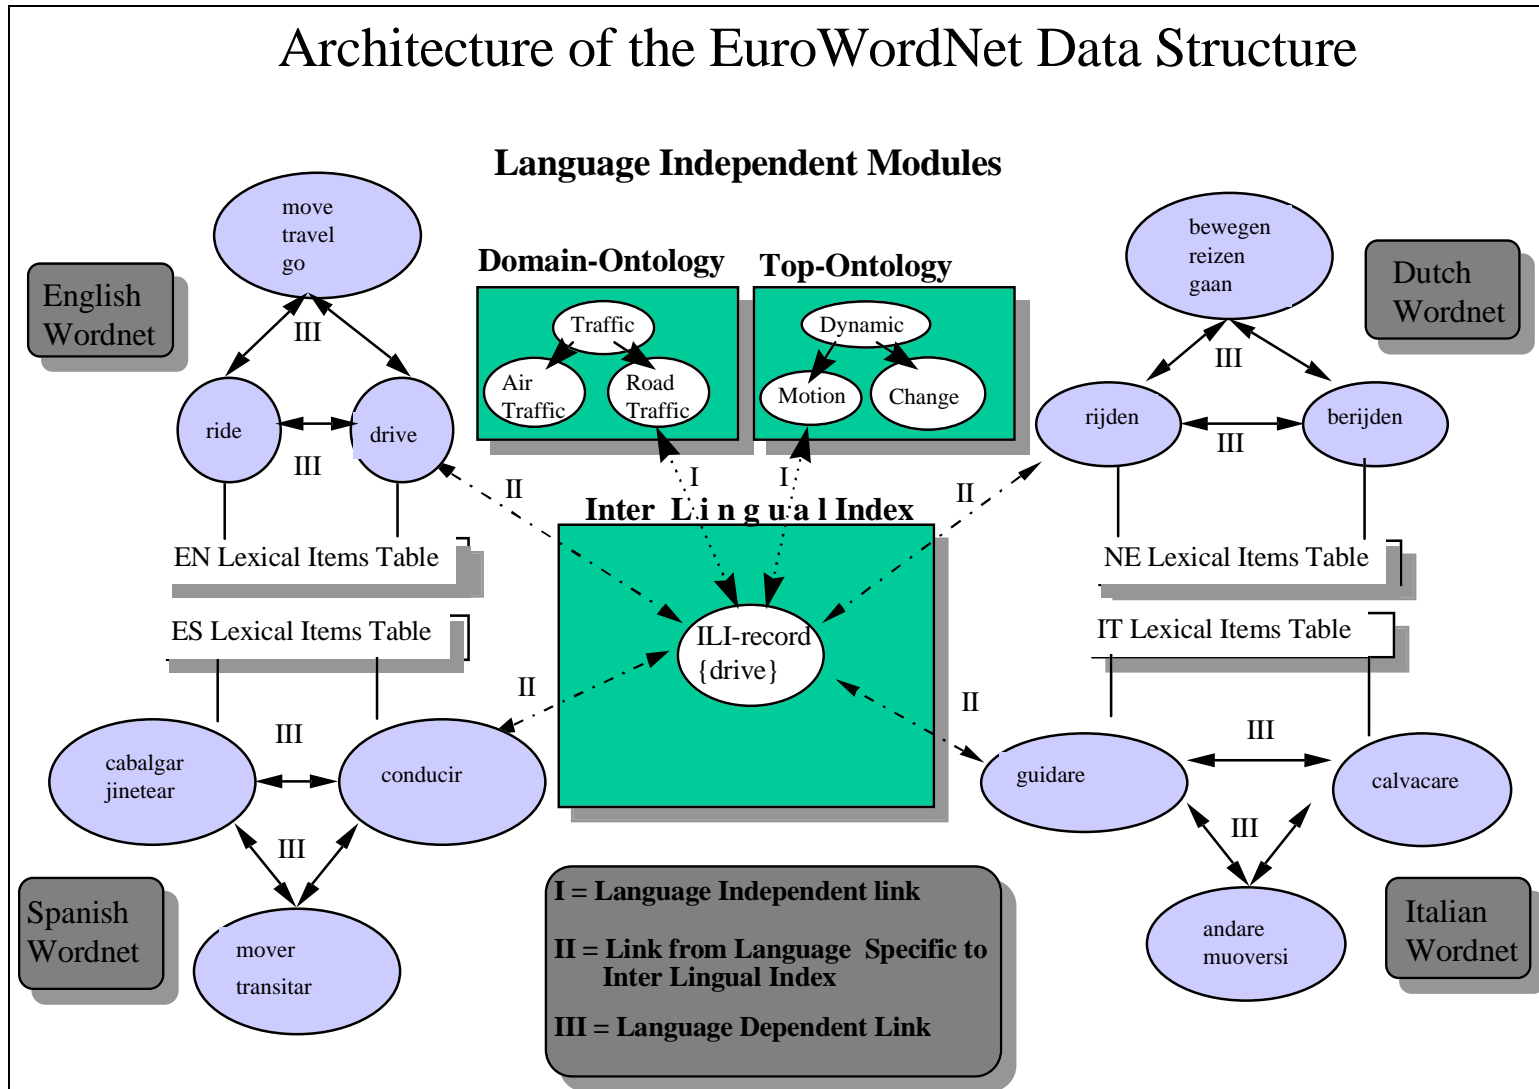 Architecture of the EuroWordNet Data Structure
Language Independent Modules
move
travel
go
English
Wordnet
III
ride
drive
III
Domain-Ontology
Traffic
Air
Traffic
Road
Traffic
Top-Ontology
Dynamic
Motion
Change
bewegen
reizen
gaan
Dutch
Wordnet
III
rijden
berijden
III
I
I
II
II
Inter L i n g u a l Index
EN Lexical Items Table
NE Lexical Items Table
ES Lexical Items Table
IT Lexical Items Table
ILI-record
{drive}
II
II
III
cabalgar
jinetear
conducir
III
Spanish
Wordnet
mover
transitar
III
guidare
calvacare
III
andare
muoversi
Italian
Wordnet
I = Language Independent link
II = Link from Language Specific to
Inter Lingual Index
III = Language Dependent Link